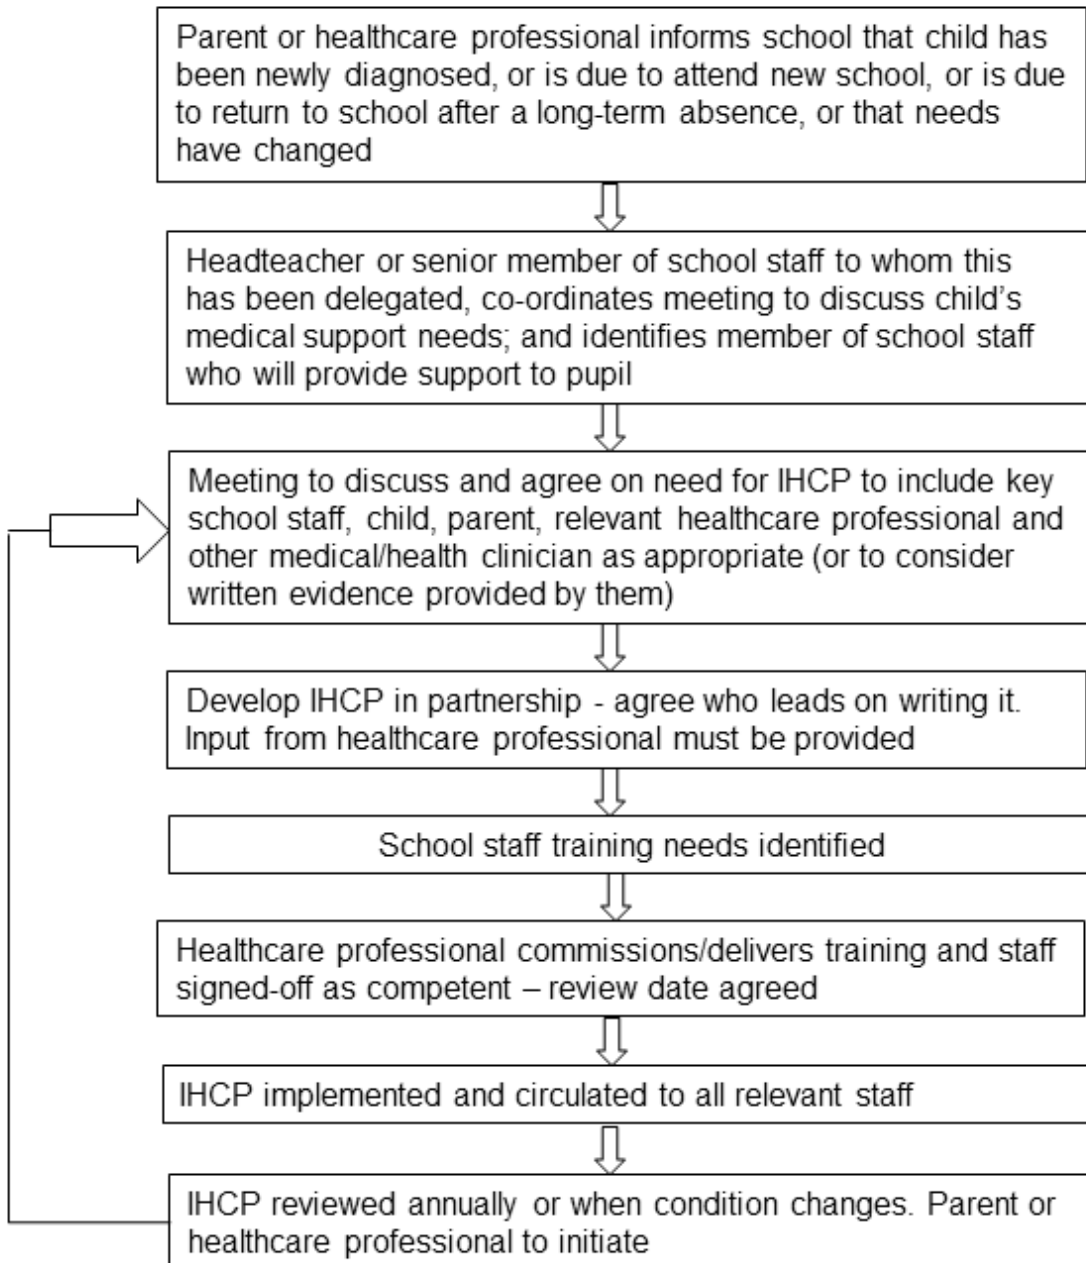 Parent or healthcare professional informs school that child has
been newly diagnosed, or is due to attend new school, or is due
to return to school after a long-term absence, or that needs
have changed
Headteacher or senior member of school staff to whom this
has been delegated, co-ordinates meeting to discuss child's
medical support needs; and identifies member of school staff
who will provide support to pupil
Meeting to discuss and agree on need for IHCP to include key
school staff, child, parent, relevant healthcare professional and
other medical/health clinician as appropriate (or to consider
written evidence provided by them)
Develop IHCP in partnership - agree who leads on writing it.
Input from healthcare professional must be provided
School staff training needs identified
Healthcare professional commissions/delivers training and staff
signed-off as competent – review date agreed
IHCP implemented and circulated to all relevant staff
IHCP reviewed annually or when condition changes. Parent or
healthcare professional to initiate